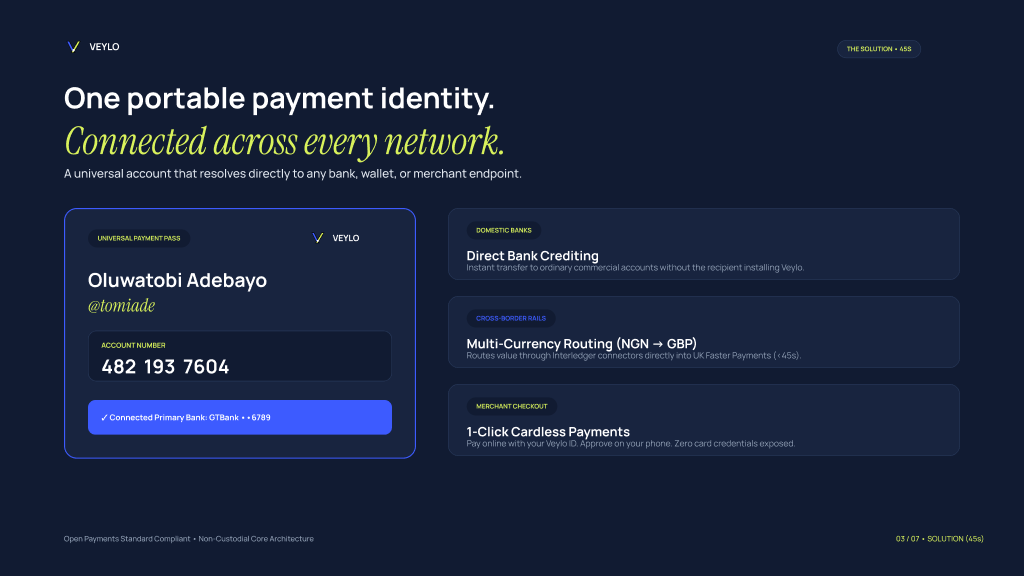 VEYLO
THE SOLUTION • 45S
One portable payment identity.
Connected across every network.
A universal account that resolves directly to any bank, wallet, or merchant endpoint.
UNIVERSAL PAYMENT PASS
VEYLO
Oluwatobi Adebayo
@tomiade
ACCOUNT NUMBER
482 193 7604
✓ Connected Primary Bank: GTBank ••6789
DOMESTIC BANKS
Direct Bank Crediting
Instant transfer to ordinary commercial accounts without the recipient installing Veylo.
CROSS-BORDER RAILS
Multi-Currency Routing (NGN → GBP)
Routes value through Interledger connectors directly into UK Faster Payments (<45s).
MERCHANT CHECKOUT
1-Click Cardless Payments
Pay online with your Veylo ID. Approve on your phone. Zero card credentials exposed.
Open Payments Standard Compliant • Non-Custodial Core Architecture
03 / 07 • SOLUTION (45s)